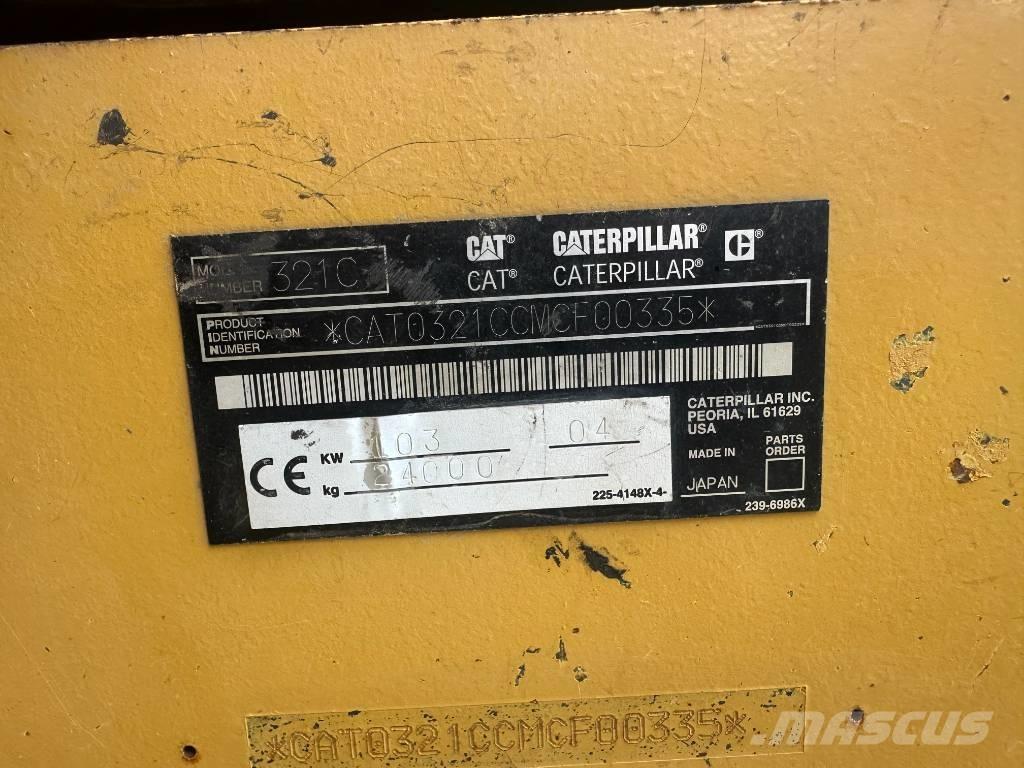 CAT® CATERPILLAR® C®
CAT® CATERPILLAR®
MODEL NUMBER 321C
PRODUCT IDENTIFICATION NUMBER *CAT0321CCMCF00335*
CATERPILLAR INC.
PEORIA, IL 61629
USA
MADE IN JAPAN
PARTS ORDER
CE
KW 103 04
kg 24000
225-4148X-4-
239-6986X
*CAT0321CCMCF00335*
MASCUS